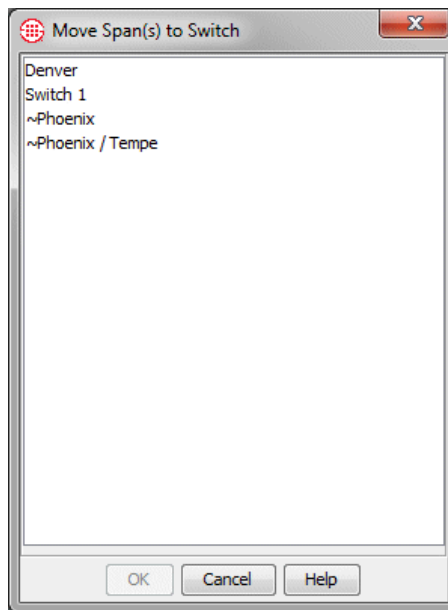 Move Span(s) to Switch
Denver
Switch 1
~Phoenix
~Phoenix / Tempe
OK
Cancel
Help